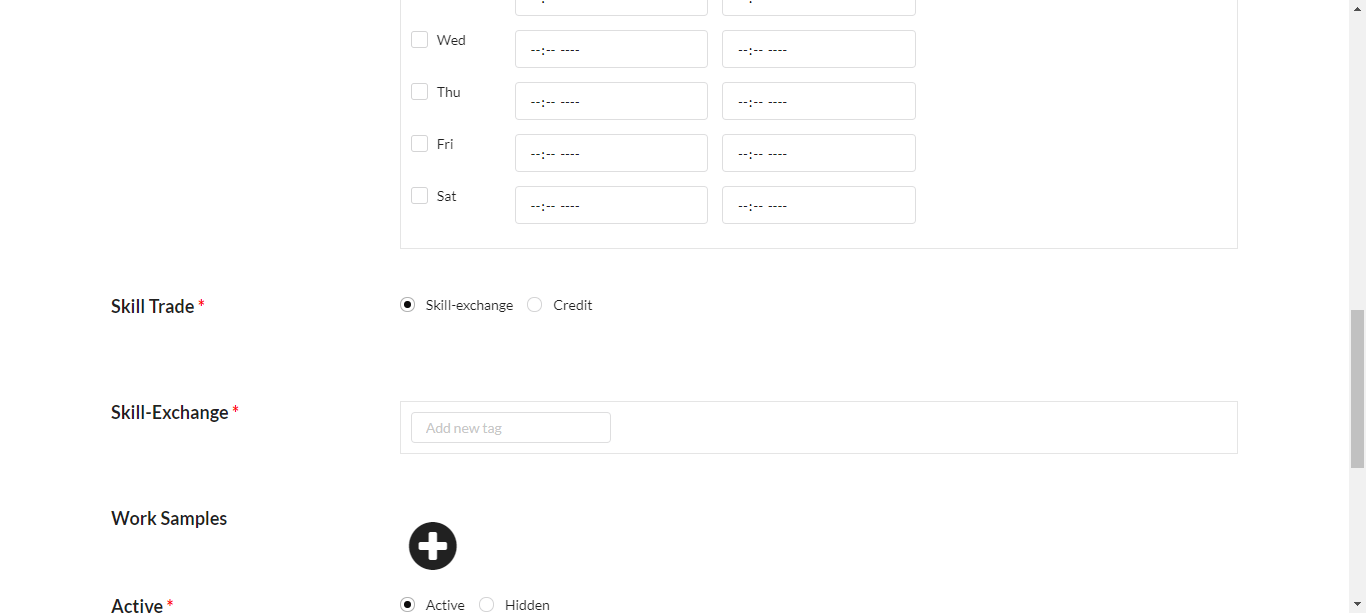 Wed --:-- ---- --:-- ----
Thu --:-- ---- --:-- ----
Fri --:-- ---- --:-- ----
Sat --:-- ---- --:-- ----
Skill Trade * Skill-exchange Credit
Skill-Exchange * Add new tag
Work Samples
Active * Active Hidden